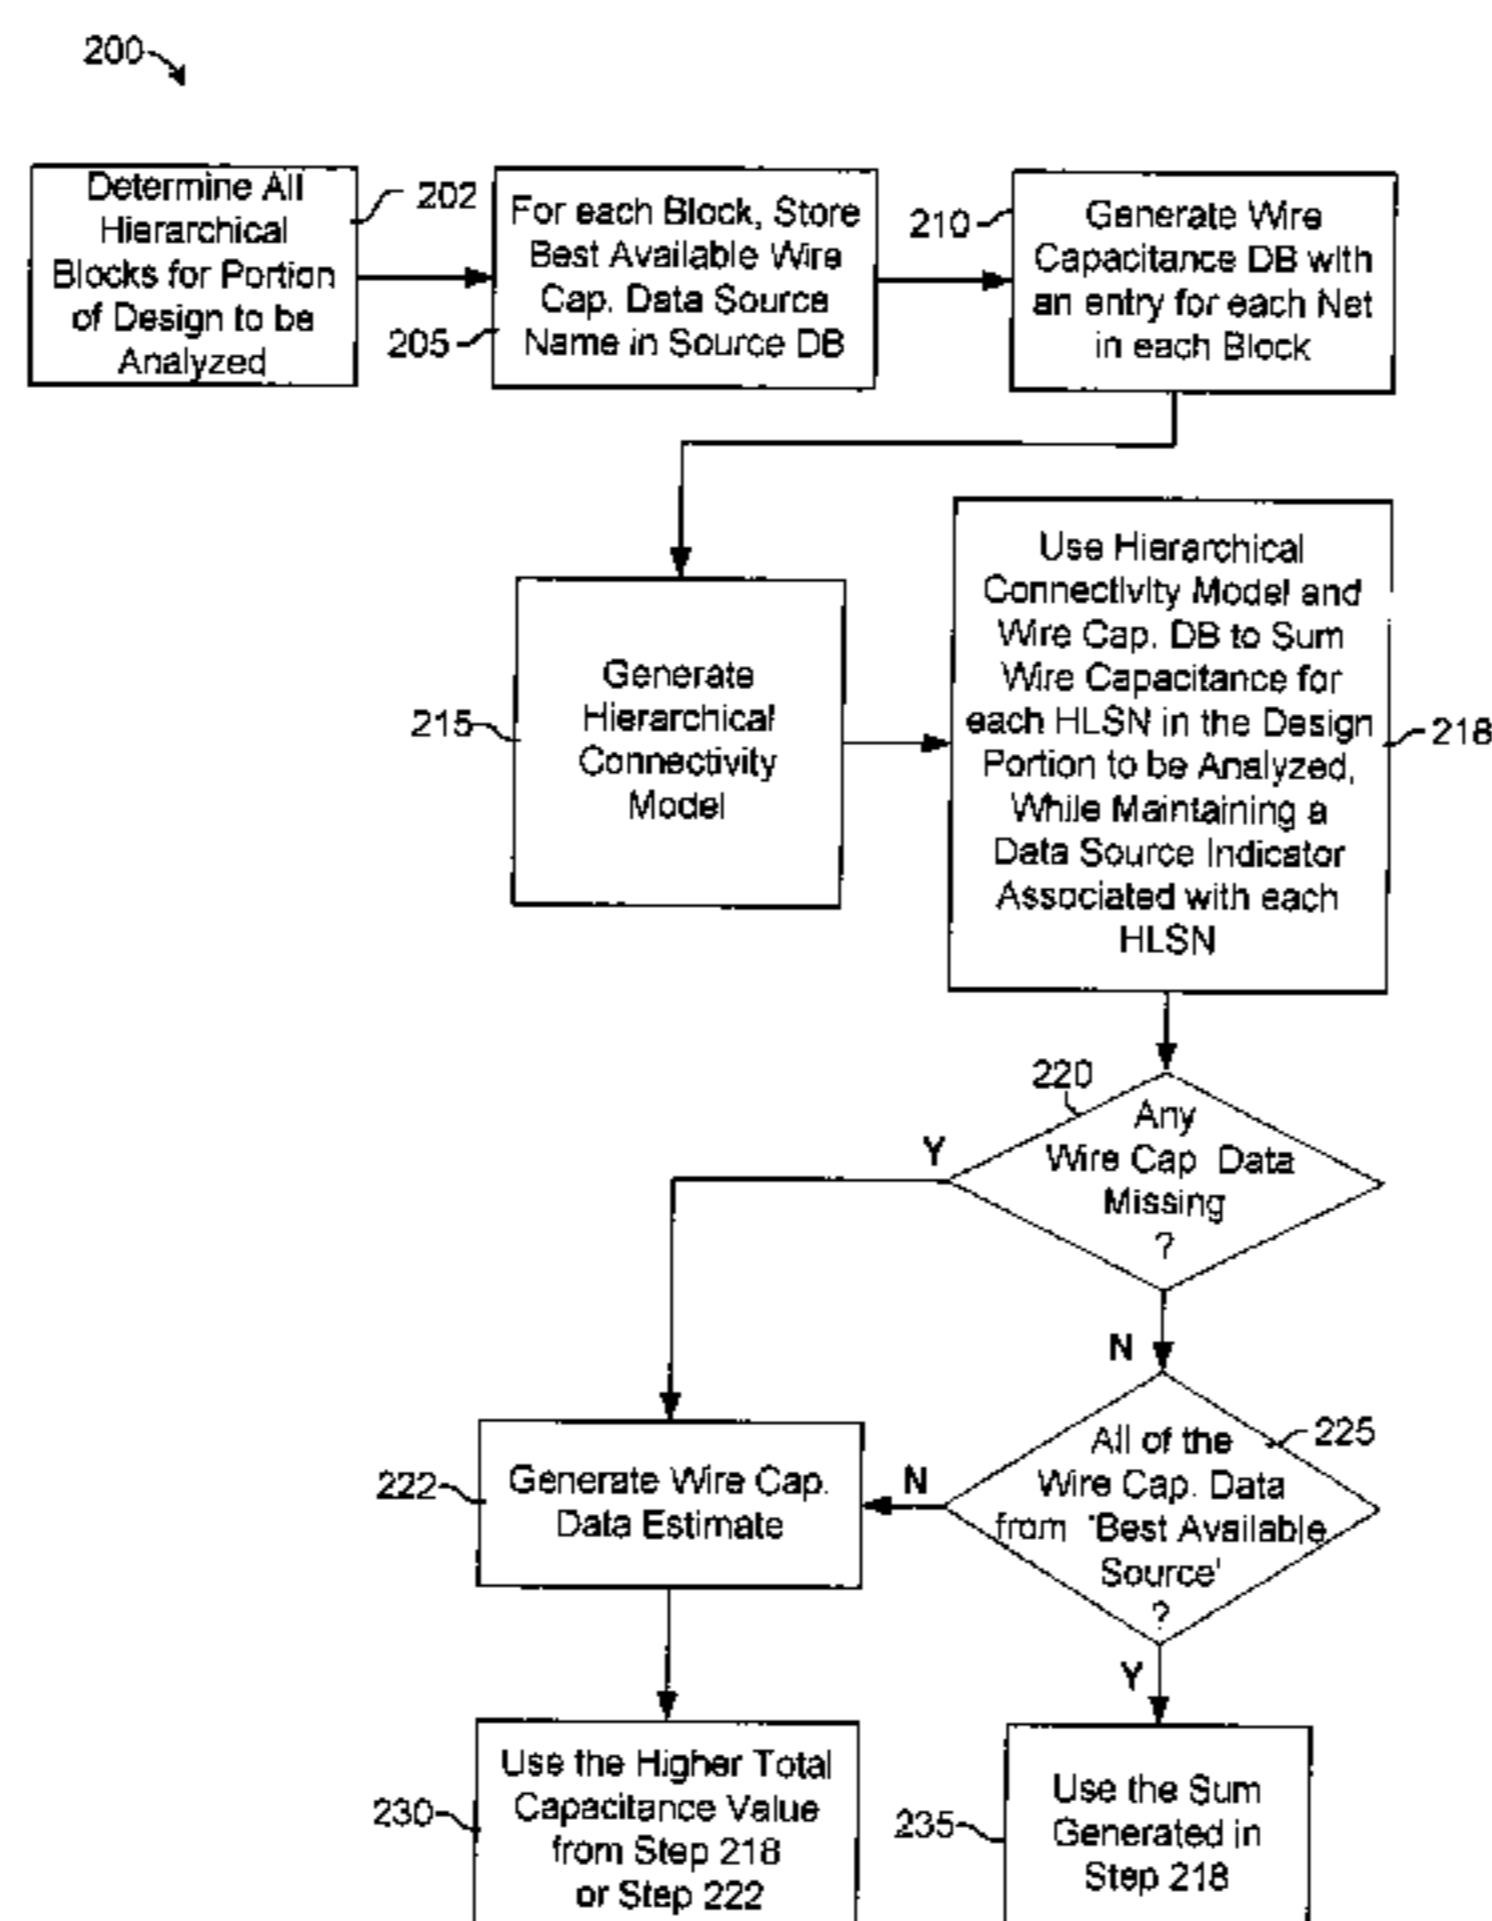 200
Determine All
Hierarchical
Blocks for Portion
of Design to be
Analyzed
202
For each Block, Store
Best Available Wire
Cap. Data Source
Name in Source DB
205
210
Generate Wire
Capacitance DB with
an entry for each Net
in each Block
215
Generate
Hierarchical
Connectivity
Model
Use Hierarchical
Connectivity Model and
Wire Cap. DB to Sum
Wire Capacitance for
each HLSN in the Design
Portion to be Analyzed,
While Maintaining a
Data Source Indicator
Associated with each
HLSN
218
220
Any
Wire Cap Data
Missing
?
Y
N
225
All of the
Wire Cap. Data
from 'Best Available
Source'
?
N
Y
222
Generate Wire Cap.
Data Estimate
230
Use the Higher Total
Capacitance Value
from Step 218
or Step 222
235
Use the Sum
Generated in
Step 218